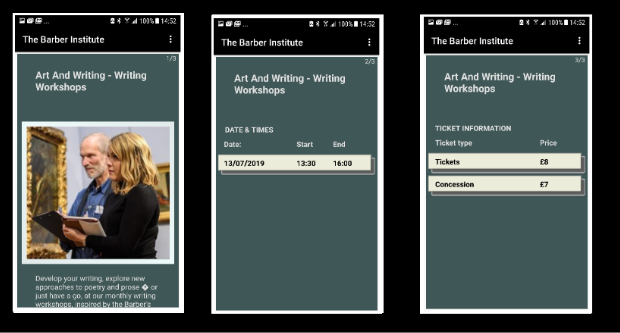 100% 14:52
The Barber Institute
1/3
Art And Writing - Writing
Workshops
Develop your writing, explore new
approaches to poetry and prose � or
just have a go, at our monthly writing
workshops, inspired by the Barber's
100% 14:52
The Barber Institute
2/3
Art And Writing - Writing
Workshops
DATE & TIMES
Date: Start End
13/07/2019 13:30 16:00
100% 14:52
The Barber Institute
3/3
Art And Writing - Writing
Workshops
TICKET INFORMATION
Ticket type Price
Tickets £8
Concession £7